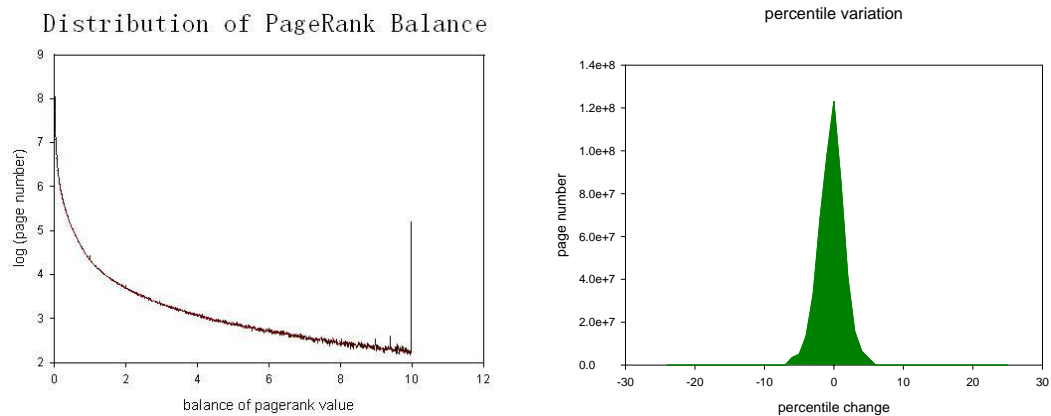 Distribution of PageRank Balance
9
8
7
6
5
4
3
2
log (page number)
0 2 4 6 8 10 12
balance of pagerank value
percentile variation
1.4e+8
1.2e+8
1.0e+8
8.0e+7
6.0e+7
4.0e+7
2.0e+7
0.0
page number
-30 -20 -10 0 10 20 30
percentile change